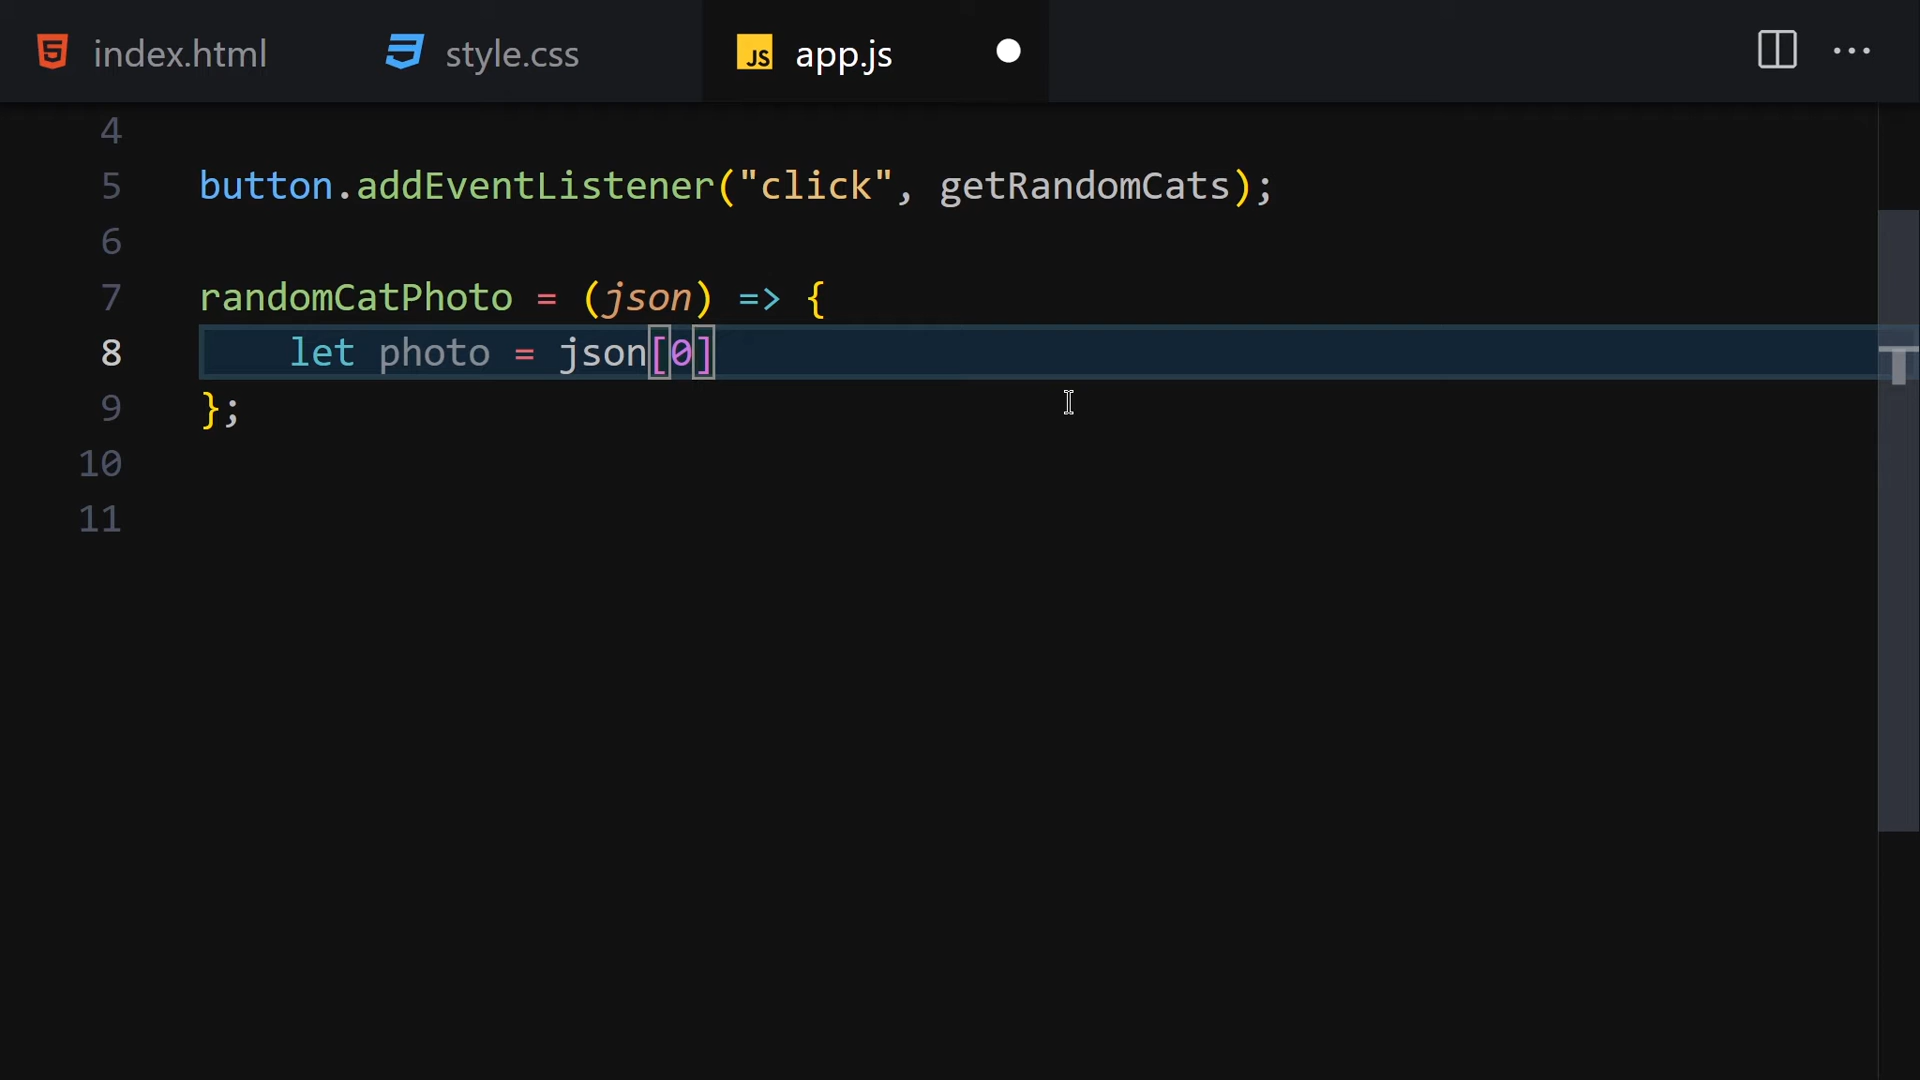 index.html style.css JS app.js
4
5 button.addEventListener("click", getRandomCats);
6
7 randomCatPhoto = (json) => {
8 let photo = json[0]
9 };
10
11